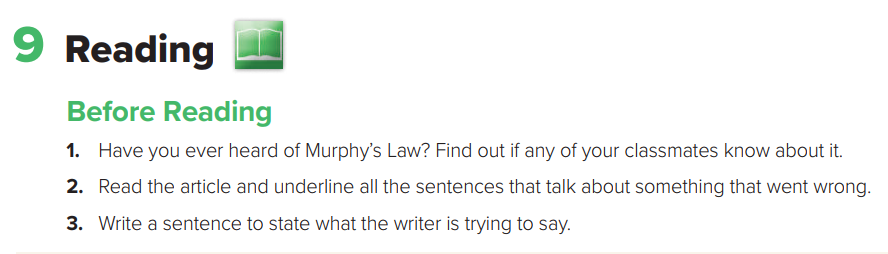 9 Reading
Before Reading
1. Have you ever heard of Murphy's Law? Find out if any of your classmates know about it.
2. Read the article and underline all the sentences that talk about something that went wrong.
3. Write a sentence to state what the writer is trying to say.